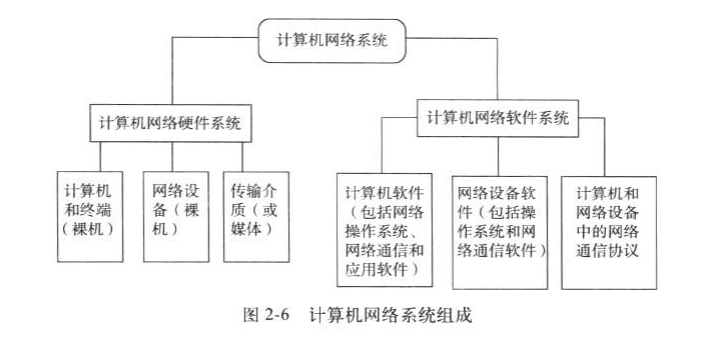 计算机网络系统
计算机网络硬件系统
计算机网络软件系统
计算机
和终端
(裸机)
网络设
备(裸
机)
传输介
质(或
媒体)
计算机软件
(包括网络
操作系统、
网络通信和
应用软件)
网络设备软
件(包括操
作系统和网
络通信软件)
计算机和
网络设备
中的网络
通信协议
图 2-6 计算机网络系统组成